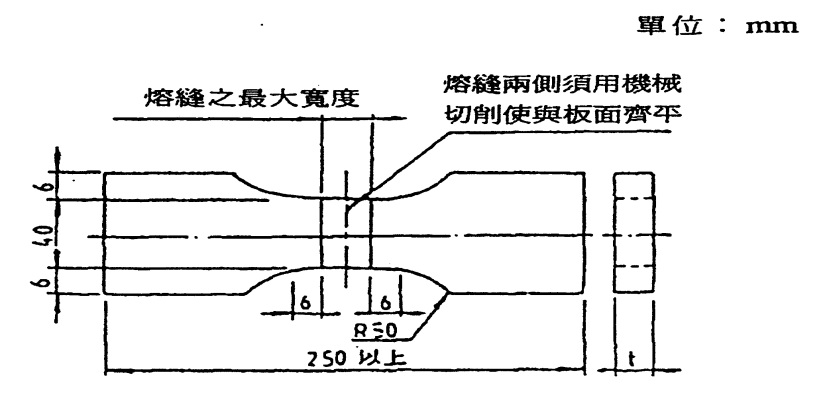 單位：mm
熔縫之最大寬度
熔縫兩側須用機械
切削使與板面齊平
6
40
6
6
6
250 以上
t